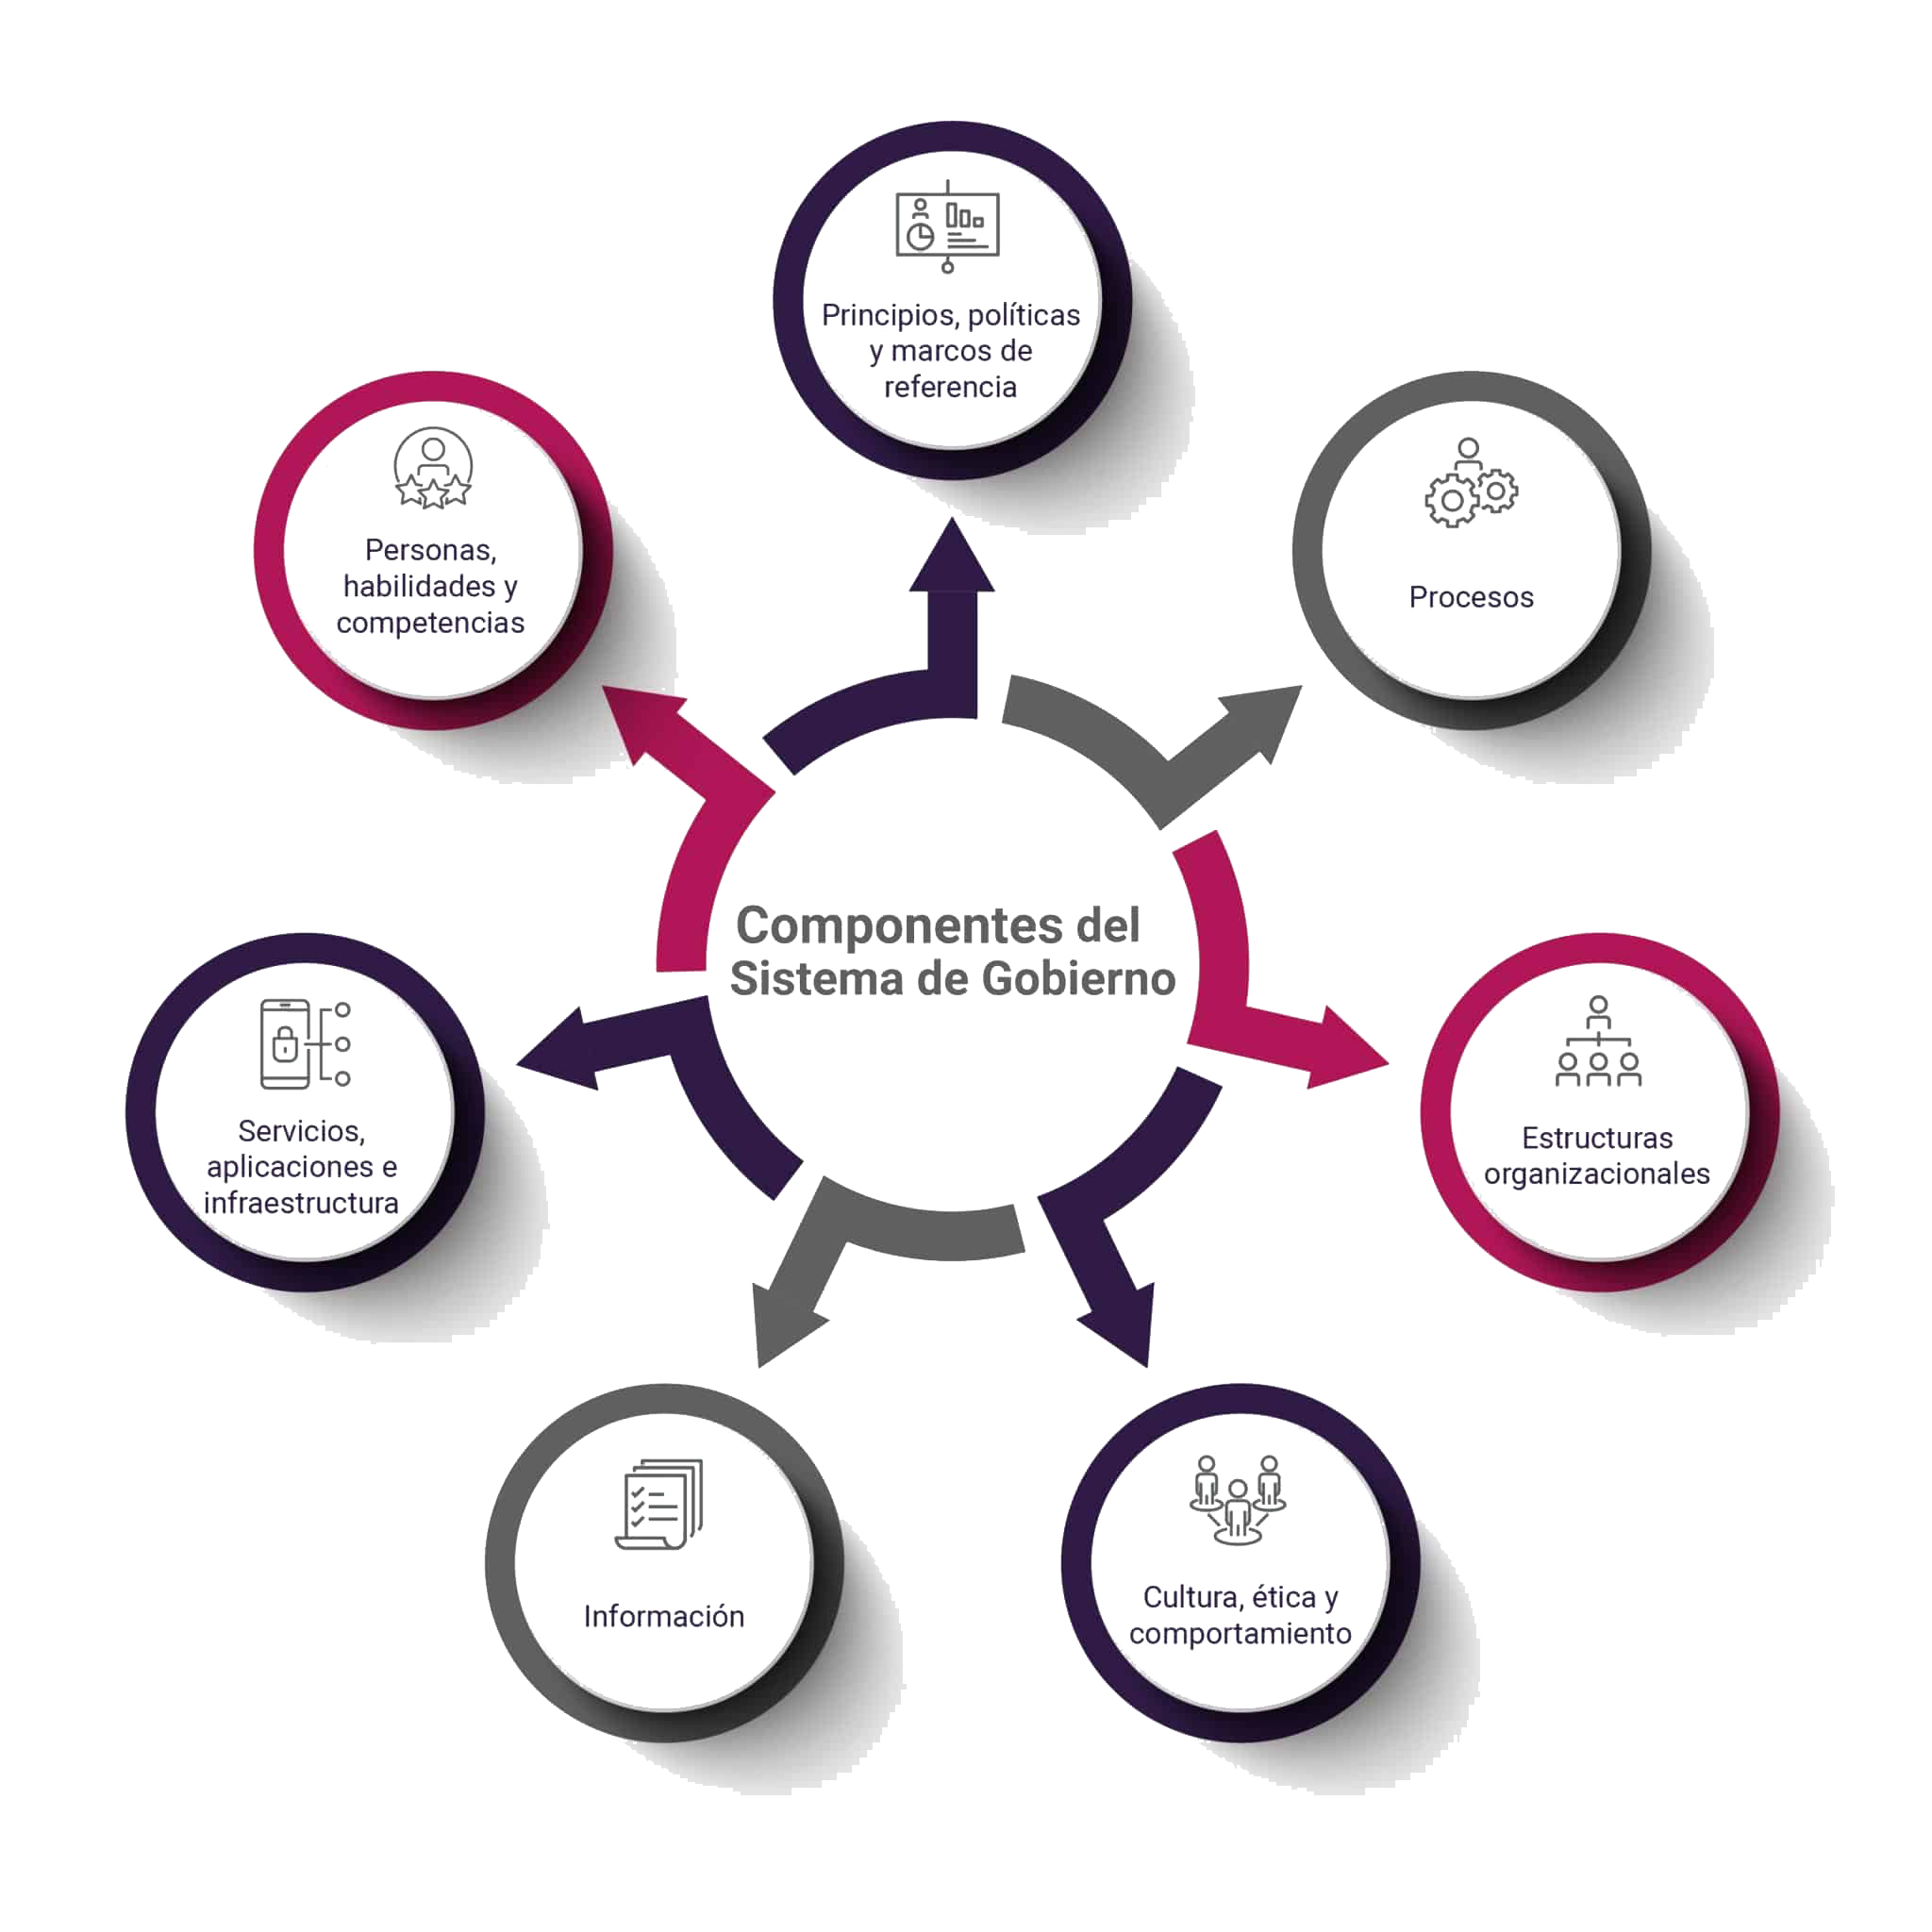 Principios, políticas
y marcos de
referencia
Personas,
habilidades y
competencias
Procesos
Componentes del
Sistema de Gobierno
Servicios,
aplicaciones e
infraestructura
Estructuras
organizacionales
Información
Cultura, ética y
comportamiento